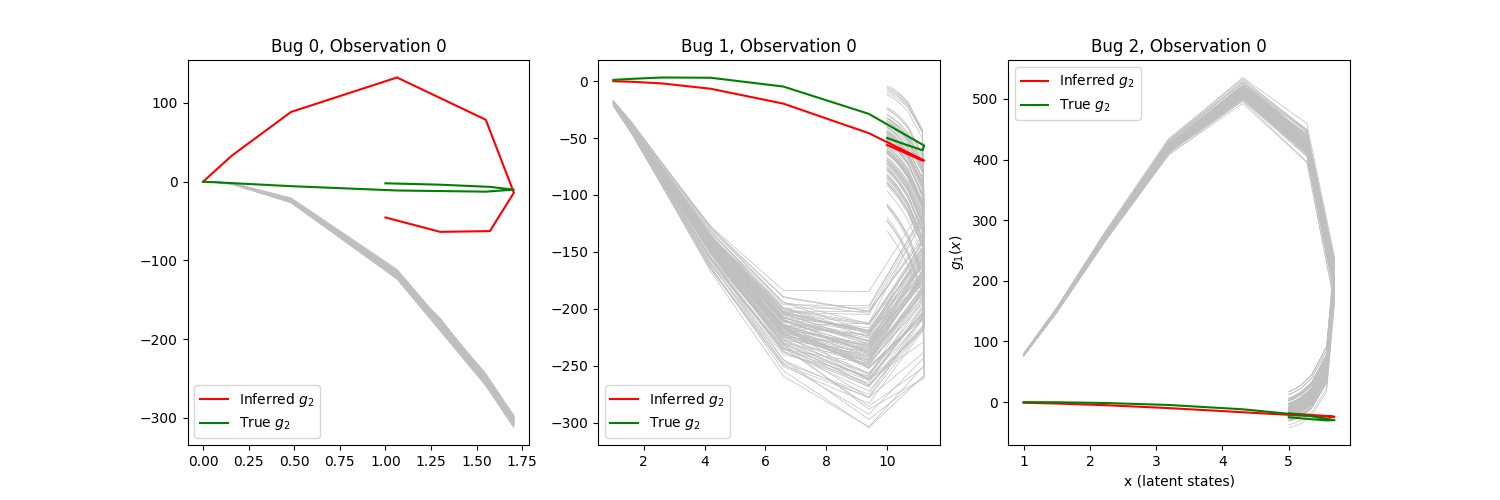 Bug 0, Observation 0
100
0
−100
−200
−300
0.00 0.25 0.50 0.75 1.00 1.25 1.50 1.75
Inferred g₂
True g₂
Bug 1, Observation 0
0
−50
−100
−150
−200
−250
−300
2 4 6 8 10
Inferred g₂
True g₂
Bug 2, Observation 0
Inferred g₂
True g₂
500
400
300
200
100
0
g₁(x)
1 2 3 4 5
x (latent states)